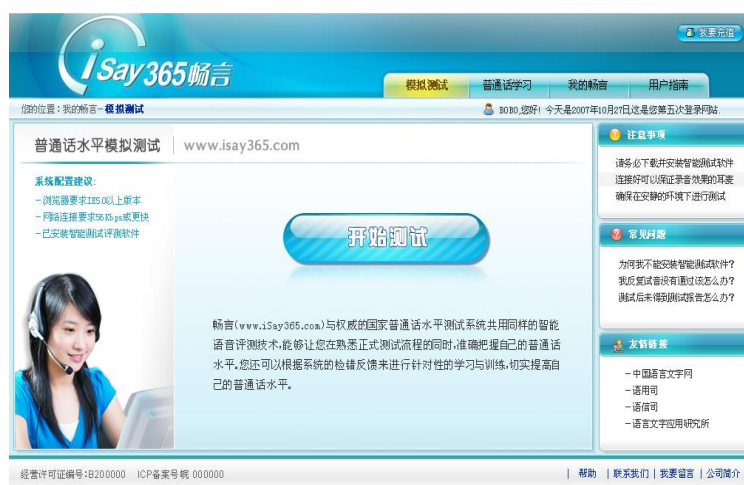 我要充值
iSay365畅言
模拟测试 普通话学习 我的畅言 用户指南
您的位置：我的畅言-模拟测试
BOBO,您好! 今天是2007年10月27日这是您第五次登录网站.
普通话水平模拟测试 www.isay365.com
系统配置建议:
-浏览器要求IE5.0以上版本
-网络连接要求56Kbps或更快
-已安装智能测试评测软件
开始测试
畅言(www.iSay365.com)与权威的国家普通话水平测试系统共用同样的智能
语音评测技术,能够让您在熟悉正式测试流程的同时,准确把握自己的普通话
水平。您还可以根据系统的检错反馈来进行针对性的学习与训练,切实提高自
己的普通话水平。
注意事项
请务必下载并安装智能测试软件
连接好可以保证录音效果的耳麦
确保在安静的环境下进行测试
常见问题
为何我不能安装智能测试软件?
我反复试音没有通过该怎么办?
测试后未得到测试报告怎么办?
友情链接
-中国语言文字网
-语用司
-语信司
-语言文字应用研究所
经营许可证编号:B200000 ICP备案号皖 000000
| 帮助 | 联系我们 | 我要留言 | 公司简介